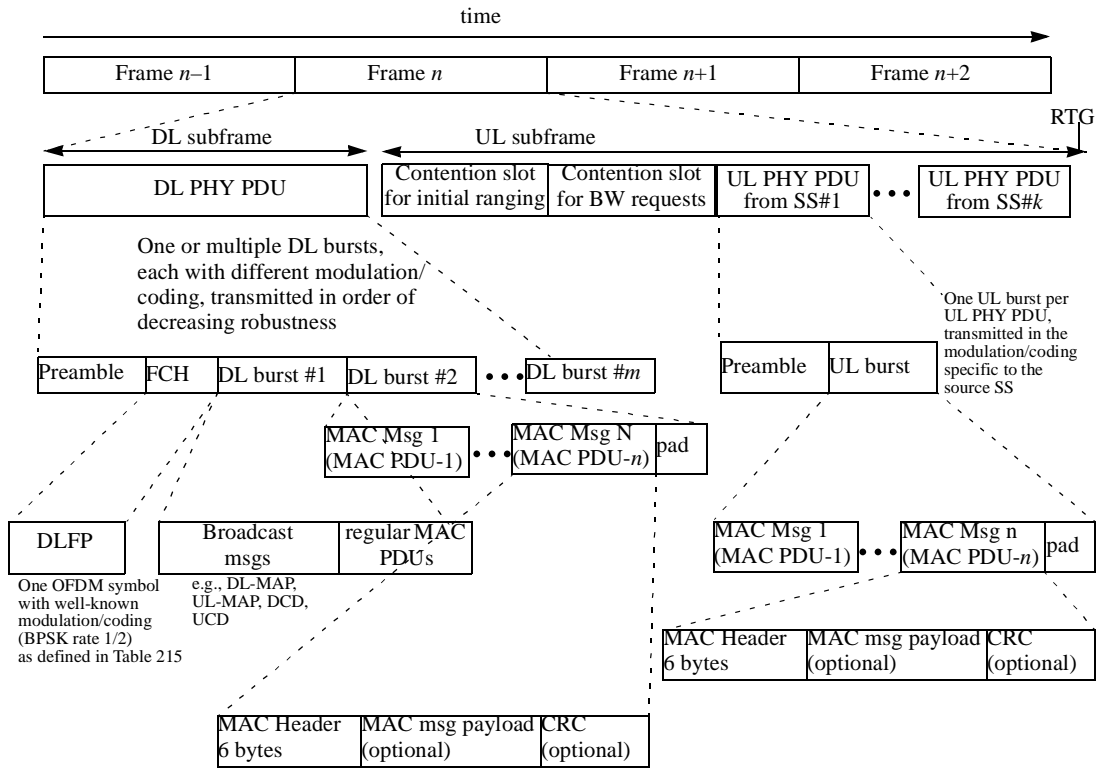 time
Frame n–1
Frame n
Frame n+1
Frame n+2
RTG
DL subframe
UL subframe
DL PHY PDU
Contention slot
for initial ranging
Contention slot
for BW requests
UL PHY PDU
from SS#1
•••
UL PHY PDU
from SS#k
One or multiple DL bursts,
each with different modulation/
coding, transmitted in order of
decreasing robustness
One UL burst per
UL PHY PDU,
transmitted in the
modulation/coding
specific to the
source SS
Preamble
FCH
DL burst #1
DL burst #2
•••
DL burst #m
Preamble
UL burst
MAC Msg 1
(MAC PDU-1)
•••
MAC Msg N
(MAC PDU-n)
pad
DLFP
Broadcast
msgs
regular MAC
PDUs
MAC Msg 1
(MAC PDU-1)
•••
MAC Msg n
(MAC PDU-n)
pad
One OFDM symbol
with well-known
modulation/coding
(BPSK rate 1/2)
as defined in Table 215
e.g., DL-MAP,
UL-MAP, DCD,
UCD
MAC Header
6 bytes
MAC msg payload
(optional)
CRC
(optional)
MAC Header
6 bytes
MAC msg payload
(optional)
CRC
(optional)